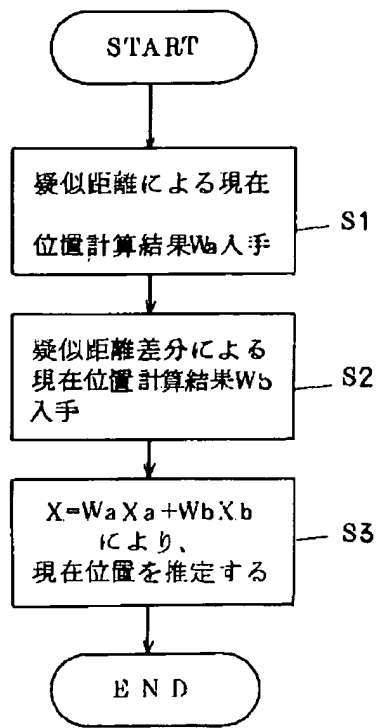 START
疑似距離による現在
位置計算結果Wa入手
S1
疑似距離差分による
現在位置計算結果Wb
入手
S2
X=WaXa+WbXb
により、
現在位置を推定する
S3
END